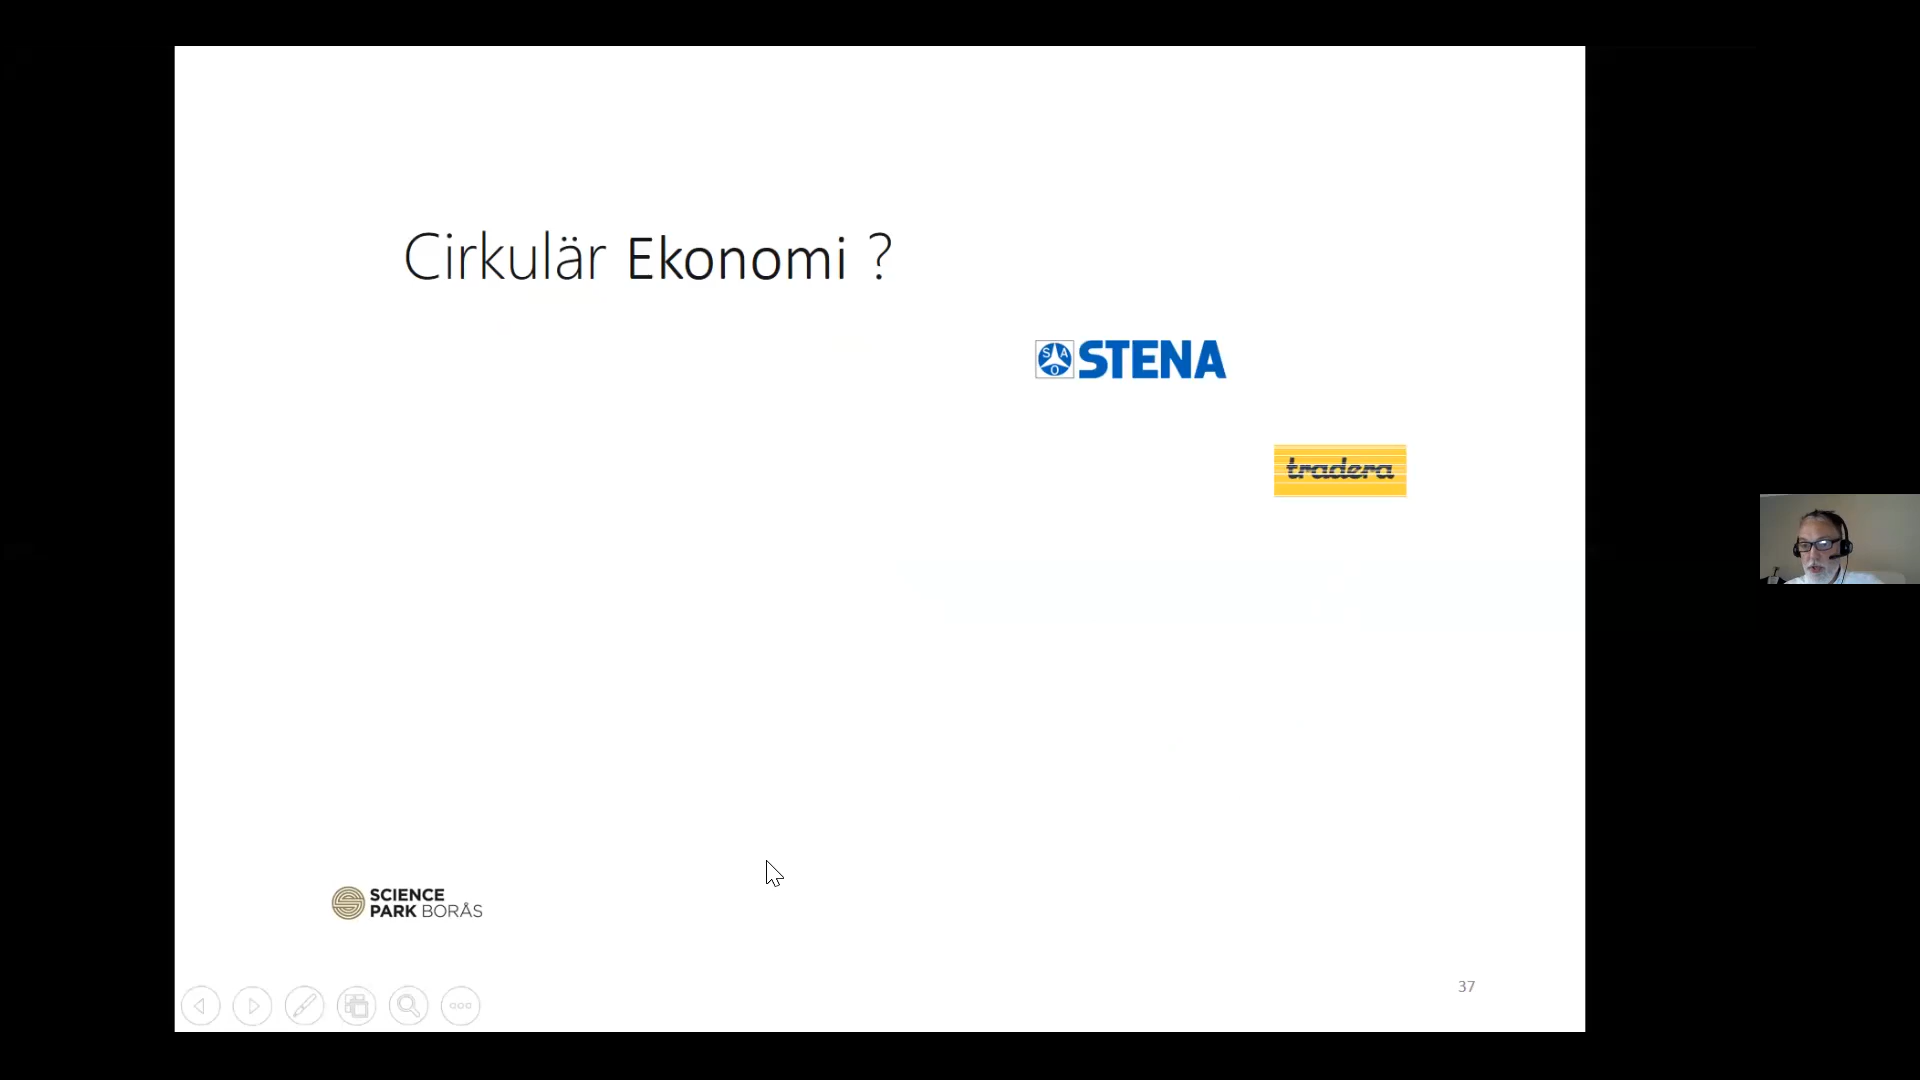 Cirkulär Ekonomi ?
S A O STENA
tradera
SCIENCE
PARK BORÅS
37